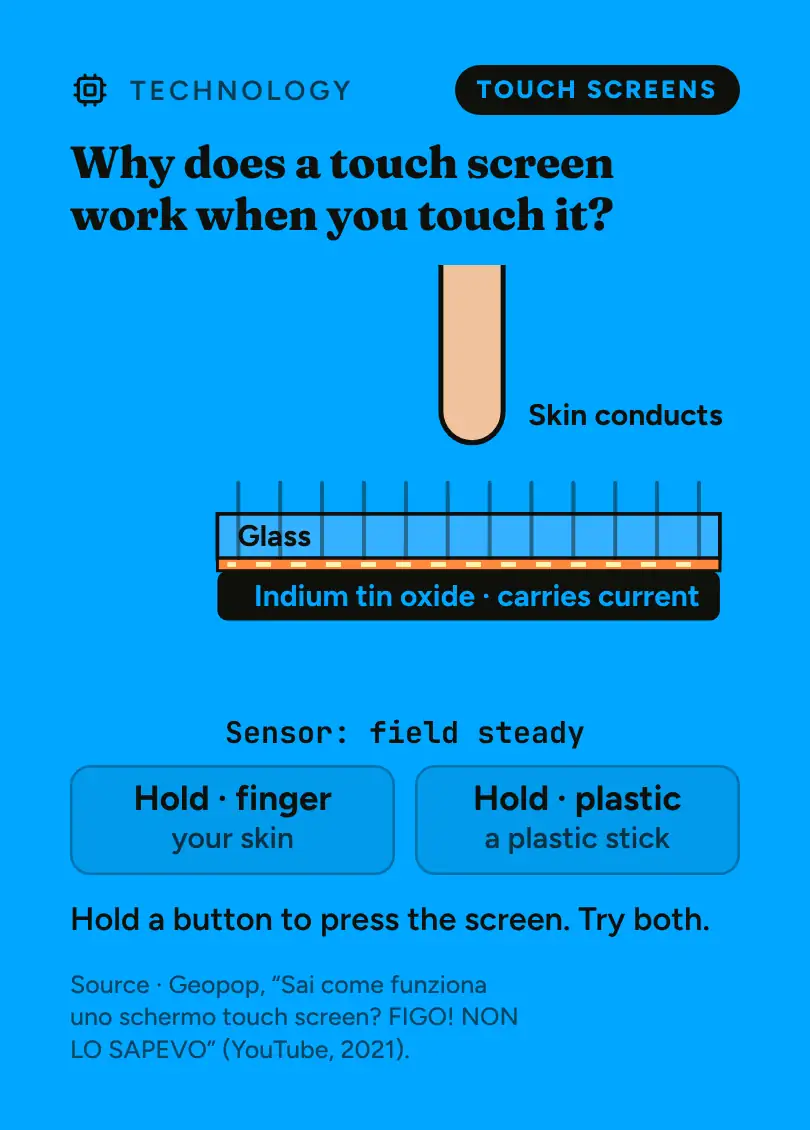 TECHNOLOGY
TOUCH SCREENS
Why does a touch screen
work when you touch it?
Skin conducts
Glass
Indium tin oxide · carries current
Sensor: field steady
Hold · finger
your skin
Hold · plastic
a plastic stick
Hold a button to press the screen. Try both.
Source · Geopop, “Sai come funziona
uno schermo touch screen? FIGO! NON
LO SAPEVO” (YouTube, 2021).